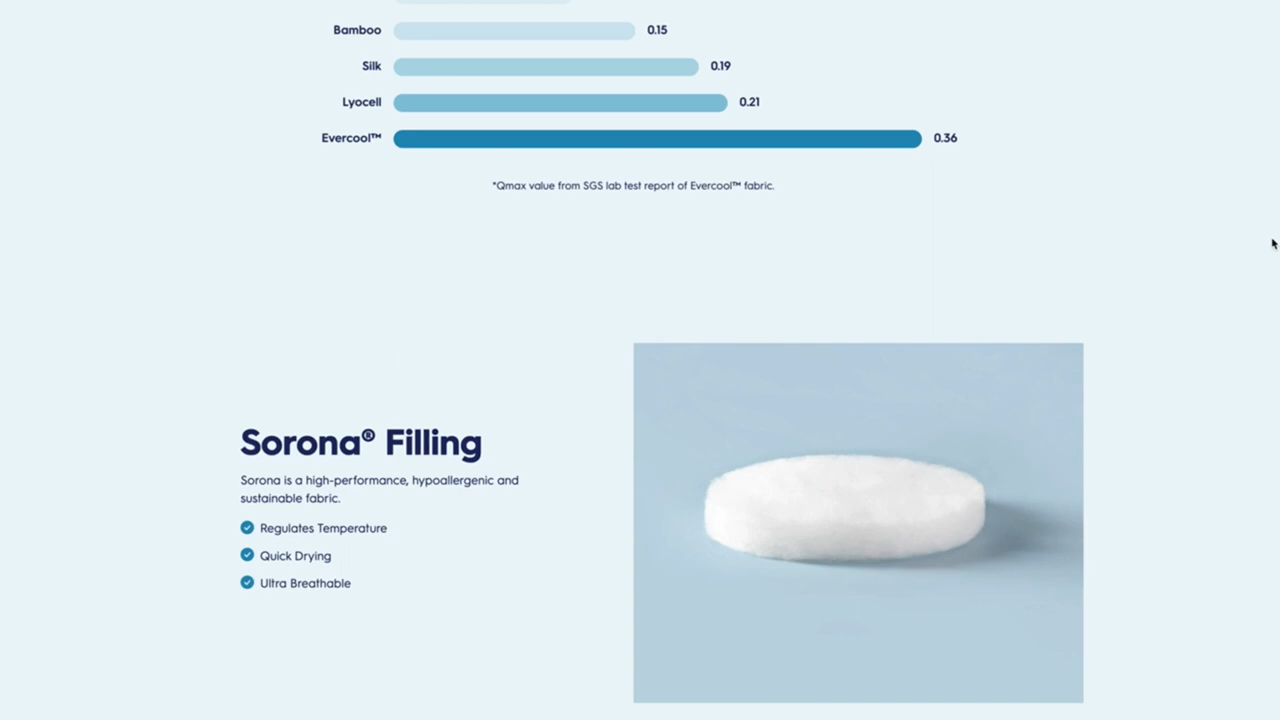 Bamboo 0.15
Silk 0.19
Lyocell 0.21
Evercool™ 0.36
*Qmax value from SGS lab test report of Evercool™ fabric.
Sorona® Filling
Sorona is a high-performance, hypoallergenic and
sustainable fabric.
Regulates Temperature
Quick Drying
Ultra Breathable